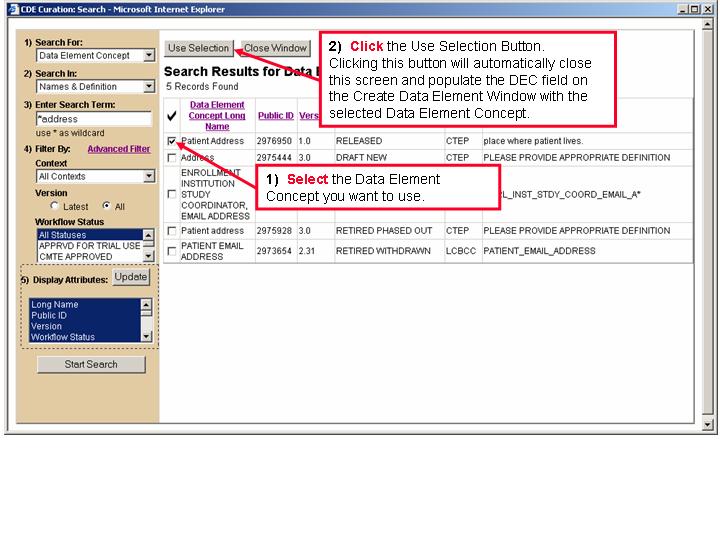 CDE Curation: Search - Microsoft Internet Explorer
1) Search For:
Data Element Concept
2) Search In:
Names & Definition
3) Enter Search Term:
*address
use * as wildcard
4) Filter By: Advanced Filter
Context
All Contexts
Version
Latest All
Workflow Status
All Statuses
APPRVD FOR TRIAL USE
CMTE APPROVED
5) Display Attributes: Update
Long Name
Public ID
Version
Workflow Status
Start Search
Use Selection Close Window
Search Results for Data
5 Records Found
2) Click the Use Selection Button.
Clicking this button will automatically close
this screen and populate the DEC field on
the Create Data Element Window with the
selected Data Element Concept.
Data Element
Concept Long
Name
Public ID Vers
Patient Address 2976950 1.0 RELEASED CTEP place where patient lives.
Address 2975444 3.0 DRAFT NEW CTEP PLEASE PROVIDE APPROPRIATE DEFINITION
ENROLLMENT
INSTITUTION
STUDY
COORDINATOR,
EMAIL ADDRESS
L_INST_STDY_COORD_EMAIL_A*
1) Select the Data Element
Concept you want to use.
Patient address 2975928 3.0 RETIRED PHASED OUT CTEP PLEASE PROVIDE APPROPRIATE DEFINITION
PATIENT EMAIL
ADDRESS
2973654 2.31 RETIRED WITHDRAWN LCBCC PATIENT_EMAIL_ADDRESS